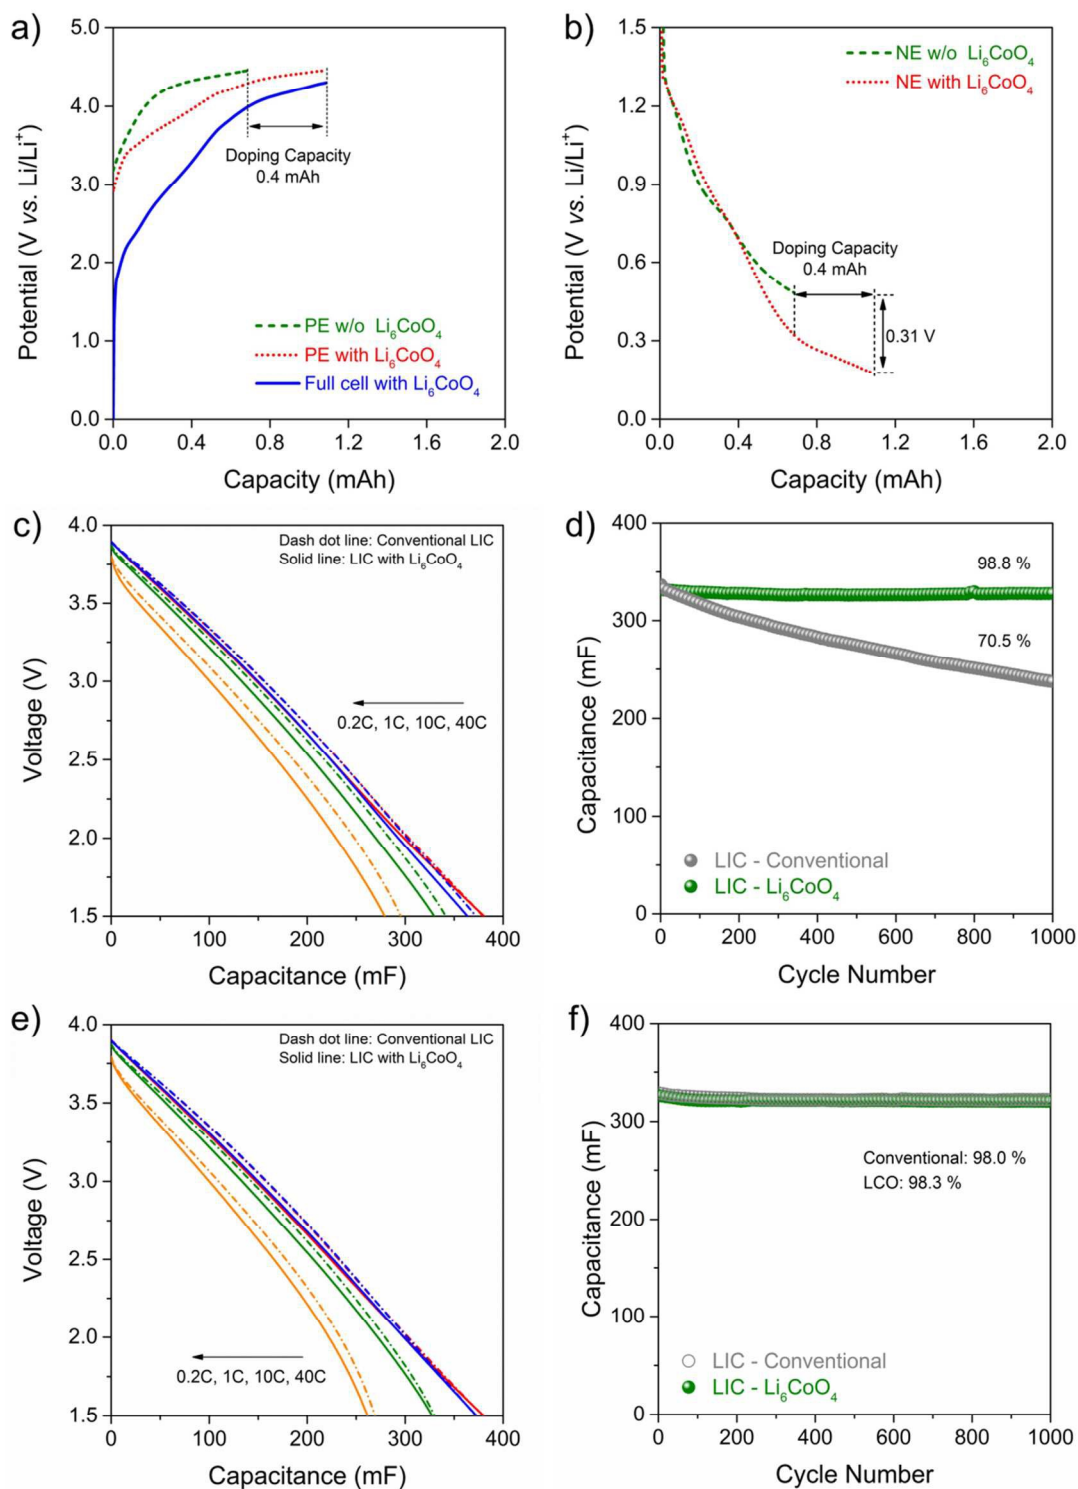 a)
5.0
4.0
3.0
2.0
1.0
0.0
Potential (V vs. Li/Li⁺)
Doping Capacity
0.4 mAh
PE w/o Li₆CoO₄
PE with Li₆CoO₄
Full cell with Li₆CoO₄
0.0 0.4 0.8 1.2 1.6 2.0
Capacity (mAh)
b)
1.5
1.2
0.9
0.6
0.3
0.0
Potential (V vs. Li/Li⁺)
NE w/o Li₆CoO₄
NE with Li₆CoO₄
Doping Capacity
0.4 mAh
0.31 V
0.0 0.4 0.8 1.2 1.6 2.0
Capacity (mAh)
c)
4.0
3.5
3.0
2.5
2.0
1.5
Voltage (V)
Dash dot line: Conventional LIC
Solid line: LIC with Li₆CoO₄
0.2C, 1C, 10C, 40C
0 100 200 300 400
Capacitance (mF)
d)
400
300
200
100
0
Capacitance (mF)
98.8 %
70.5 %
LIC - Conventional
LIC - Li₆CoO₄
0 200 400 600 800 1000
Cycle Number
e)
4.0
3.5
3.0
2.5
2.0
1.5
Voltage (V)
Dash dot line: Conventional LIC
Solid line: LIC with Li₆CoO₄
0.2C, 1C, 10C, 40C
0 100 200 300 400
Capacitance (mF)
f)
400
300
200
100
0
Capacitance (mF)
Conventional: 98.0 %
LCO: 98.3 %
LIC - Conventional
LIC - Li₆CoO₄
0 200 400 600 800 1000
Cycle Number